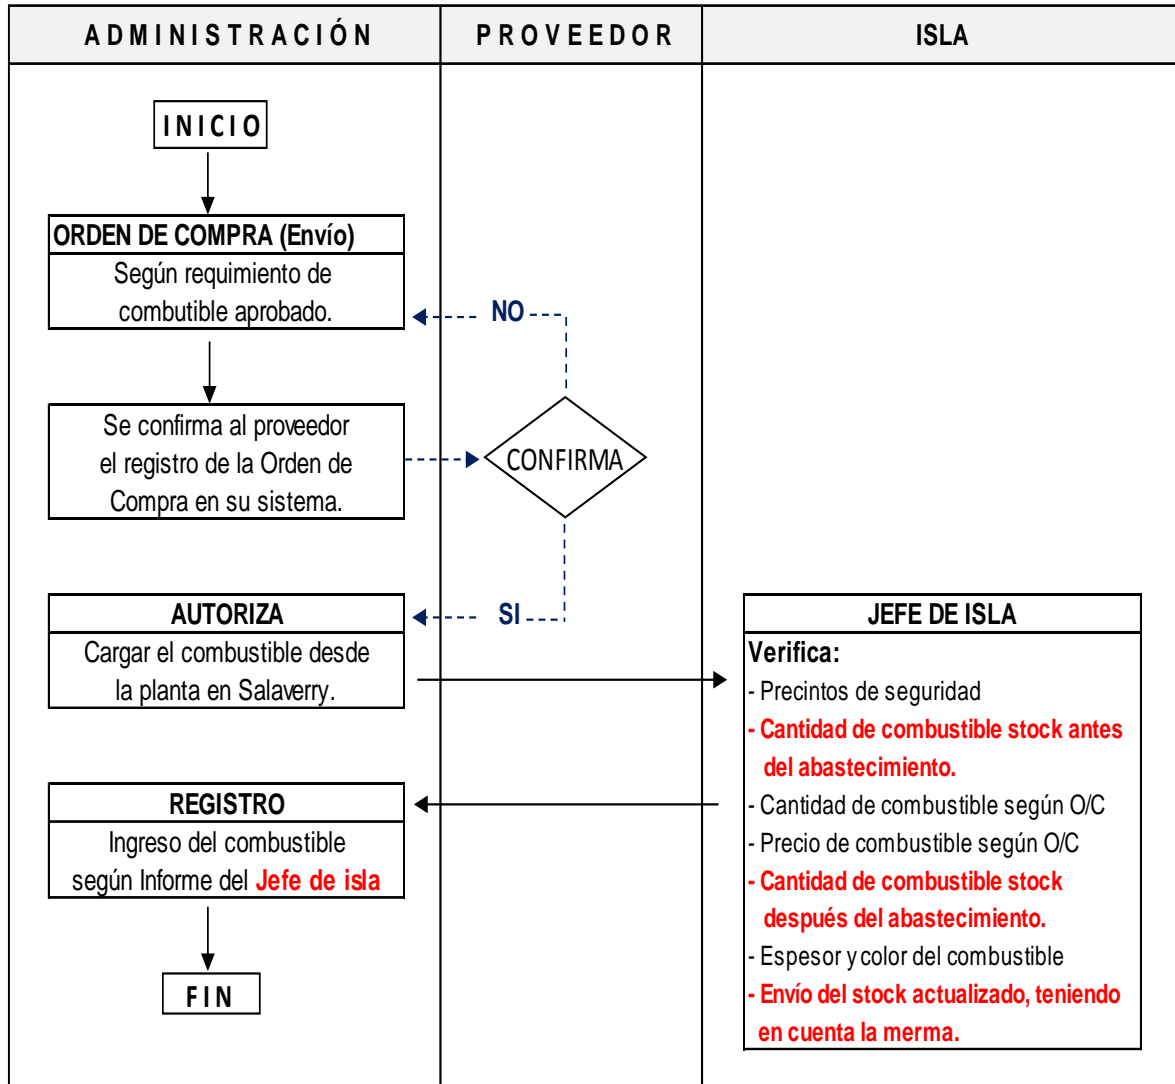 ADMINISTRACIÓN
PROVEEDOR
ISLA
INICIO
ORDEN DE COMPRA (Envío)
Según requimiento de
combutible aprobado.
NO
Se confirma al proveedor
el registro de la Orden de
Compra en su sistema.
CONFIRMA
SI
AUTORIZA
Cargar el combustible desde
la planta en Salaverry.
JEFE DE ISLA
Verifica:
- Precintos de seguridad
- Cantidad de combustible stock antes
del abastecimiento.
- Cantidad de combustible según O/C
- Precio de combustible según O/C
- Cantidad de combustible stock
después del abastecimiento.
- Espesor y color del combustible
- Envío del stock actualizado, teniendo
en cuenta la merma.
REGISTRO
Ingreso del combustible
según Informe del Jefe de isla
FIN